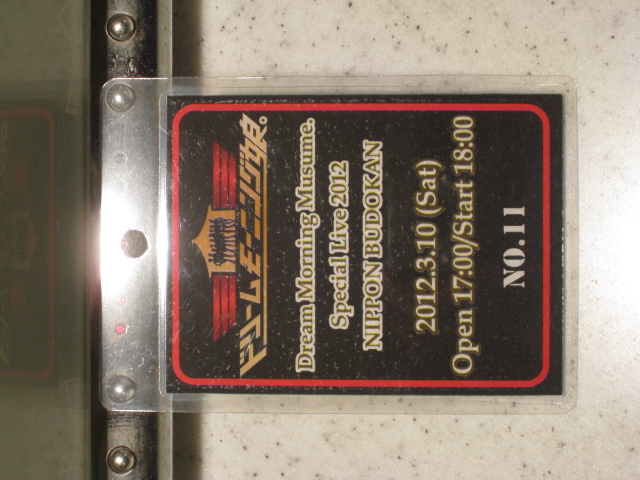 ドリームモーニング娘。
Dream Morning Musume.
Special Live 2012
NIPPON BUDOKAN
2012.3.10 (Sat)
Open 17:00/Start 18:00
NO.11